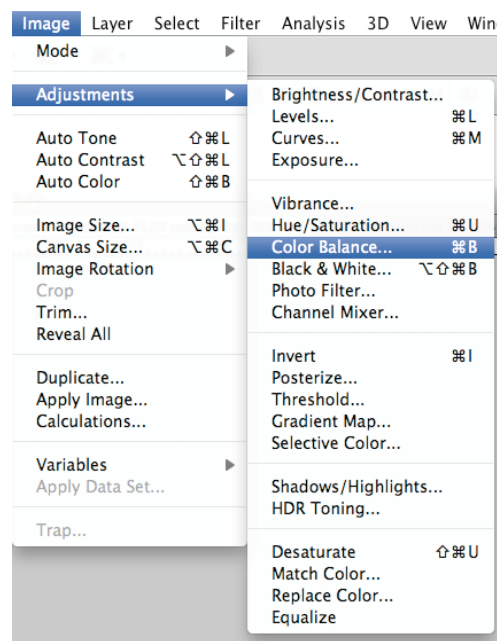 Image Layer Select Filter Analysis 3D View Win
Mode ▶
Adjustments ▶
Auto Tone ⇧⌘L
Auto Contrast ⌥⇧⌘L
Auto Color ⇧⌘B
Image Size... ⌥⌘I
Canvas Size... ⌥⌘C
Image Rotation ▶
Crop
Trim...
Reveal All
Duplicate...
Apply Image...
Calculations...
Variables ▶
Apply Data Set...
Trap...
Brightness/Contrast...
Levels... ⌘L
Curves... ⌘M
Exposure...
Vibrance...
Hue/Saturation... ⌘U
Color Balance... ⌘B
Black & White... ⌥⇧⌘B
Photo Filter...
Channel Mixer...
Invert ⌘I
Posterize...
Threshold...
Gradient Map...
Selective Color...
Shadows/Highlights...
HDR Toning...
Desaturate ⇧⌘U
Match Color...
Replace Color...
Equalize